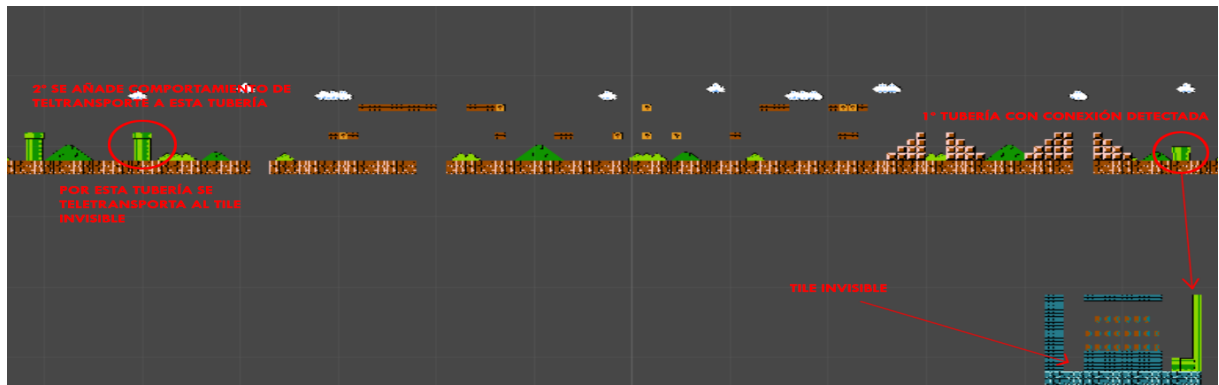 2º SE AÑADE COMPORTAMIENTO DE
TELTRANSPORTE A ESTA TUBERÍA
1º TUBERÍA CON CONEXIÓN DETECTADA
POR ESTA TUBERÍA SE
TELETRANSPORTA AL TILE
INVISIBLE
TILE INVISIBLE